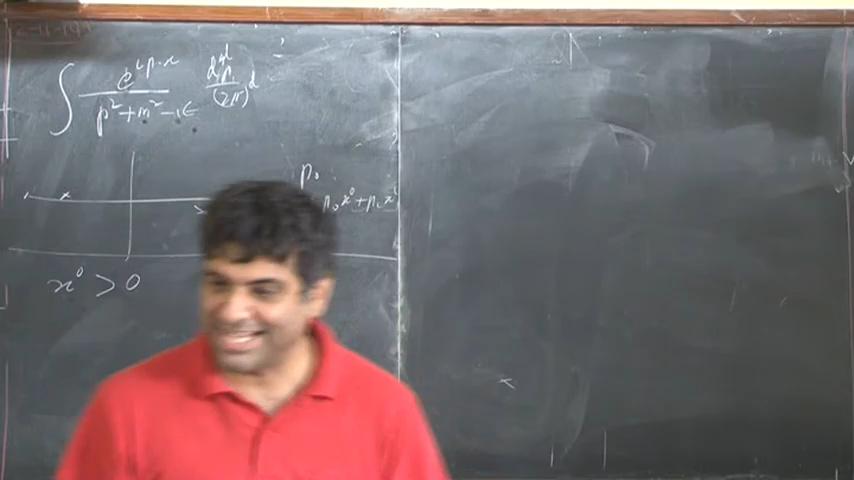 ∫ e^{ip·x} / (p² + m² − iϵ) d^d p / (2π)^d
p₀
p₀x⁰ + pᵢxⁱ
x⁰ > 0